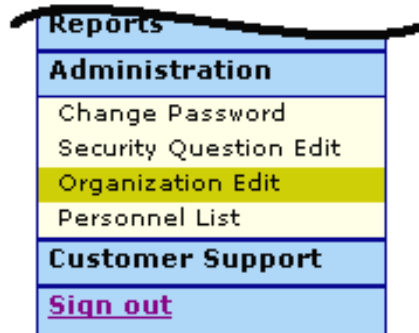 Reports
Administration
Change Password
Security Question Edit
Organization Edit
Personnel List
Customer Support
Sign out